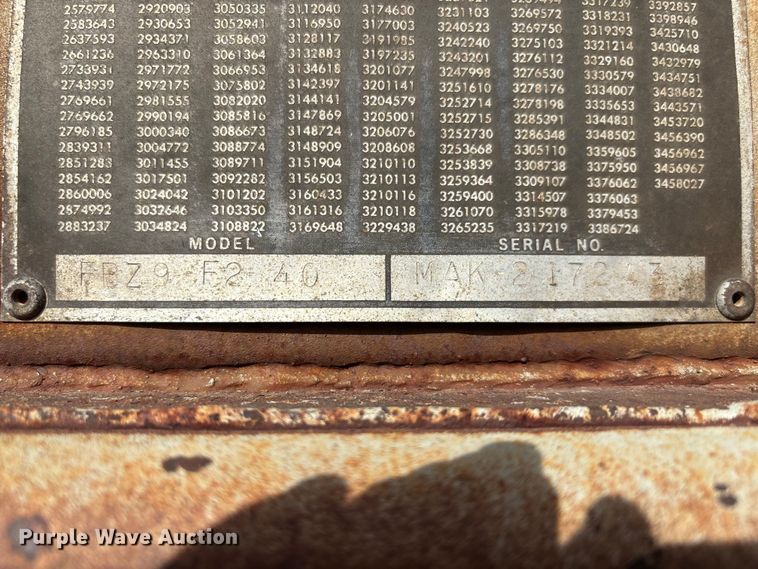 3112040 3174630 3231103 3269572 3318231 3398946
2579774 2920903 3050335 3392857
2583643 2930653 3052941 3116950 3177003 3240523 3269750 3319393 3425710
2637593 2934371 3058603 3128117 3191985 3242240 3275103 3321214 3430648
2661236 2963310 3061364 3132883 3197235 3243201 3276112 3329160 3432979
2733931 2971772 3066953 3134618 3201077 3247998 3276530 3330579 3434751
2743939 2972175 3075802 3142397 3201141 3251610 3278176 3334007 3438682
2769661 2981555 3082020 3144141 3204579 3252714 3278198 3335653 3443571
2769662 2990194 3085816 3147869 3205001 3252715 3285391 3344831 3453720
2796185 3000340 3086673 3148724 3206076 3252730 3286348 3348502 3456390
2839311 3004772 3088774 3148909 3208608 3253668 3305110 3359605 3456962
2851283 3011455 3089711 3151904 3210110 3253839 3308738 3375950 3456967
2854162 3017501 3092282 3156503 3210113 3259364 3309107 3376062 3458027
2860006 3024042 3101202 3160433 3210116 3259400 3314507 3376063
2874992 3032646 3103350 3161316 3210118 3261070 3315978 3379453
2883237 3034824 3108822 3169648 3229438 3265235 3317219 3386724
MODEL SERIAL NO.
F2 40 MAK
Purple Wave Auction